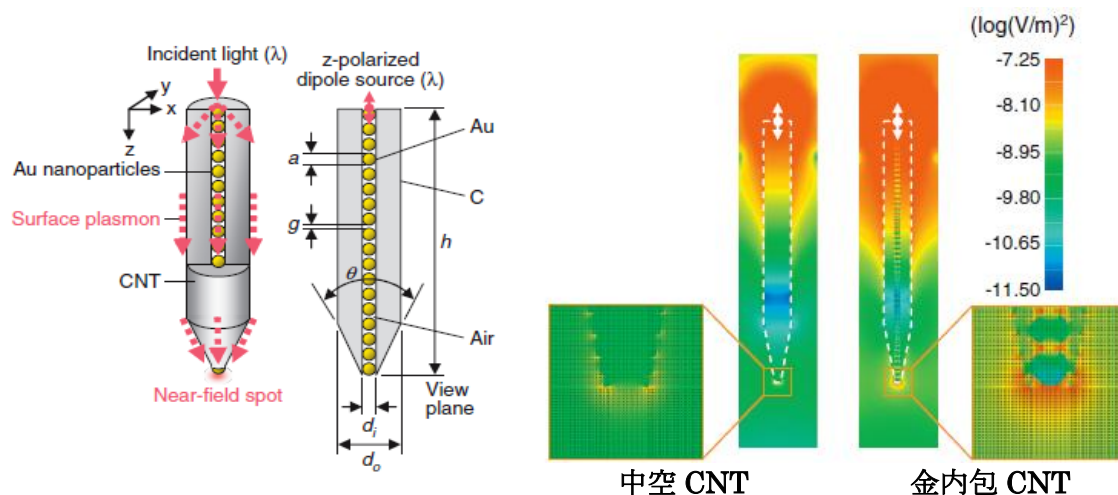 Incident light (λ)
y
x
z
Au nanoparticles
Surface plasmon
CNT
Near-field spot
z-polarized
dipole source (λ)
Au
a
C
g
h
θ
Air
View
plane
di
do
(log(V/m)²)
-7.25
-8.10
-8.95
-9.80
-10.65
-11.50
中空 CNT
金内包 CNT